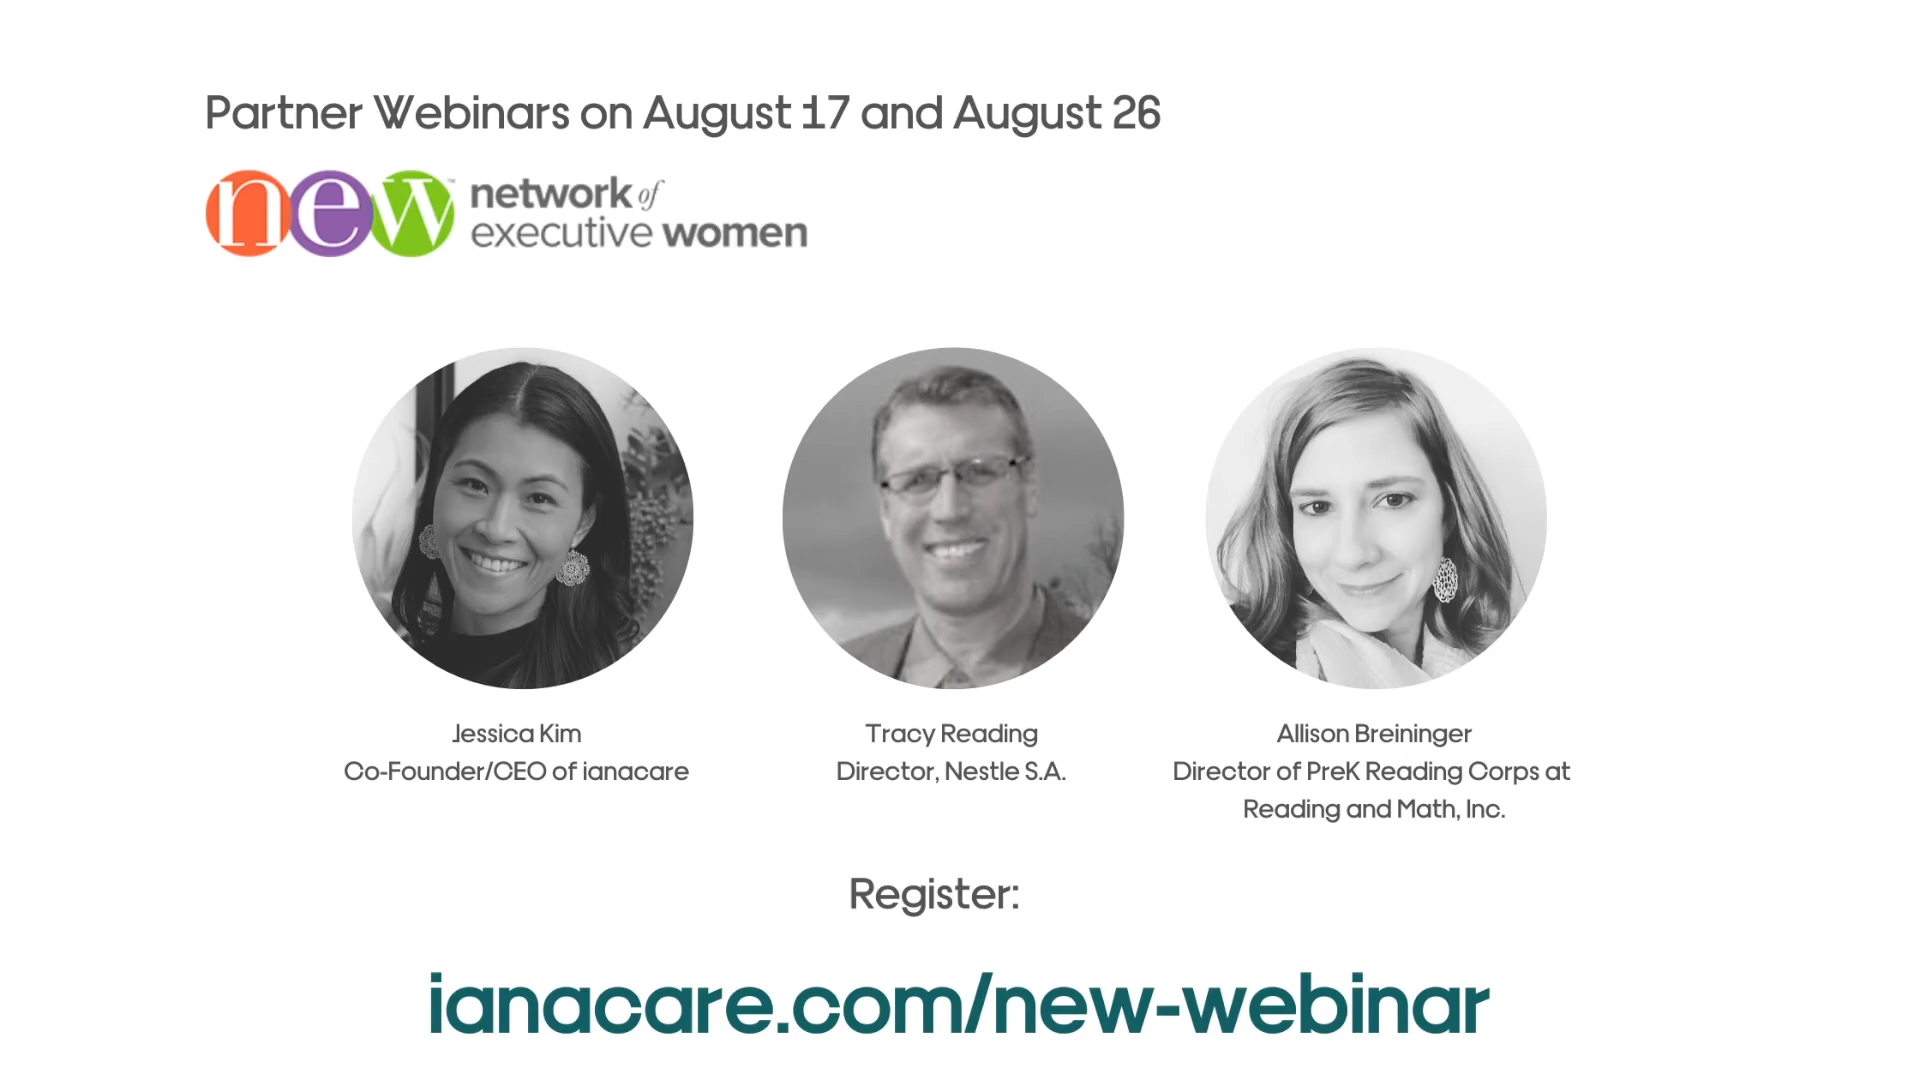 Partner Webinars on August 17 and August 26
new™ network of
executive women
Jessica Kim
Co-Founder/CEO of ianacare
Tracy Reading
Director, Nestle S.A.
Allison Breininger
Director of PreK Reading Corps at
Reading and Math, Inc.
Register:
ianacare.com/new-webinar